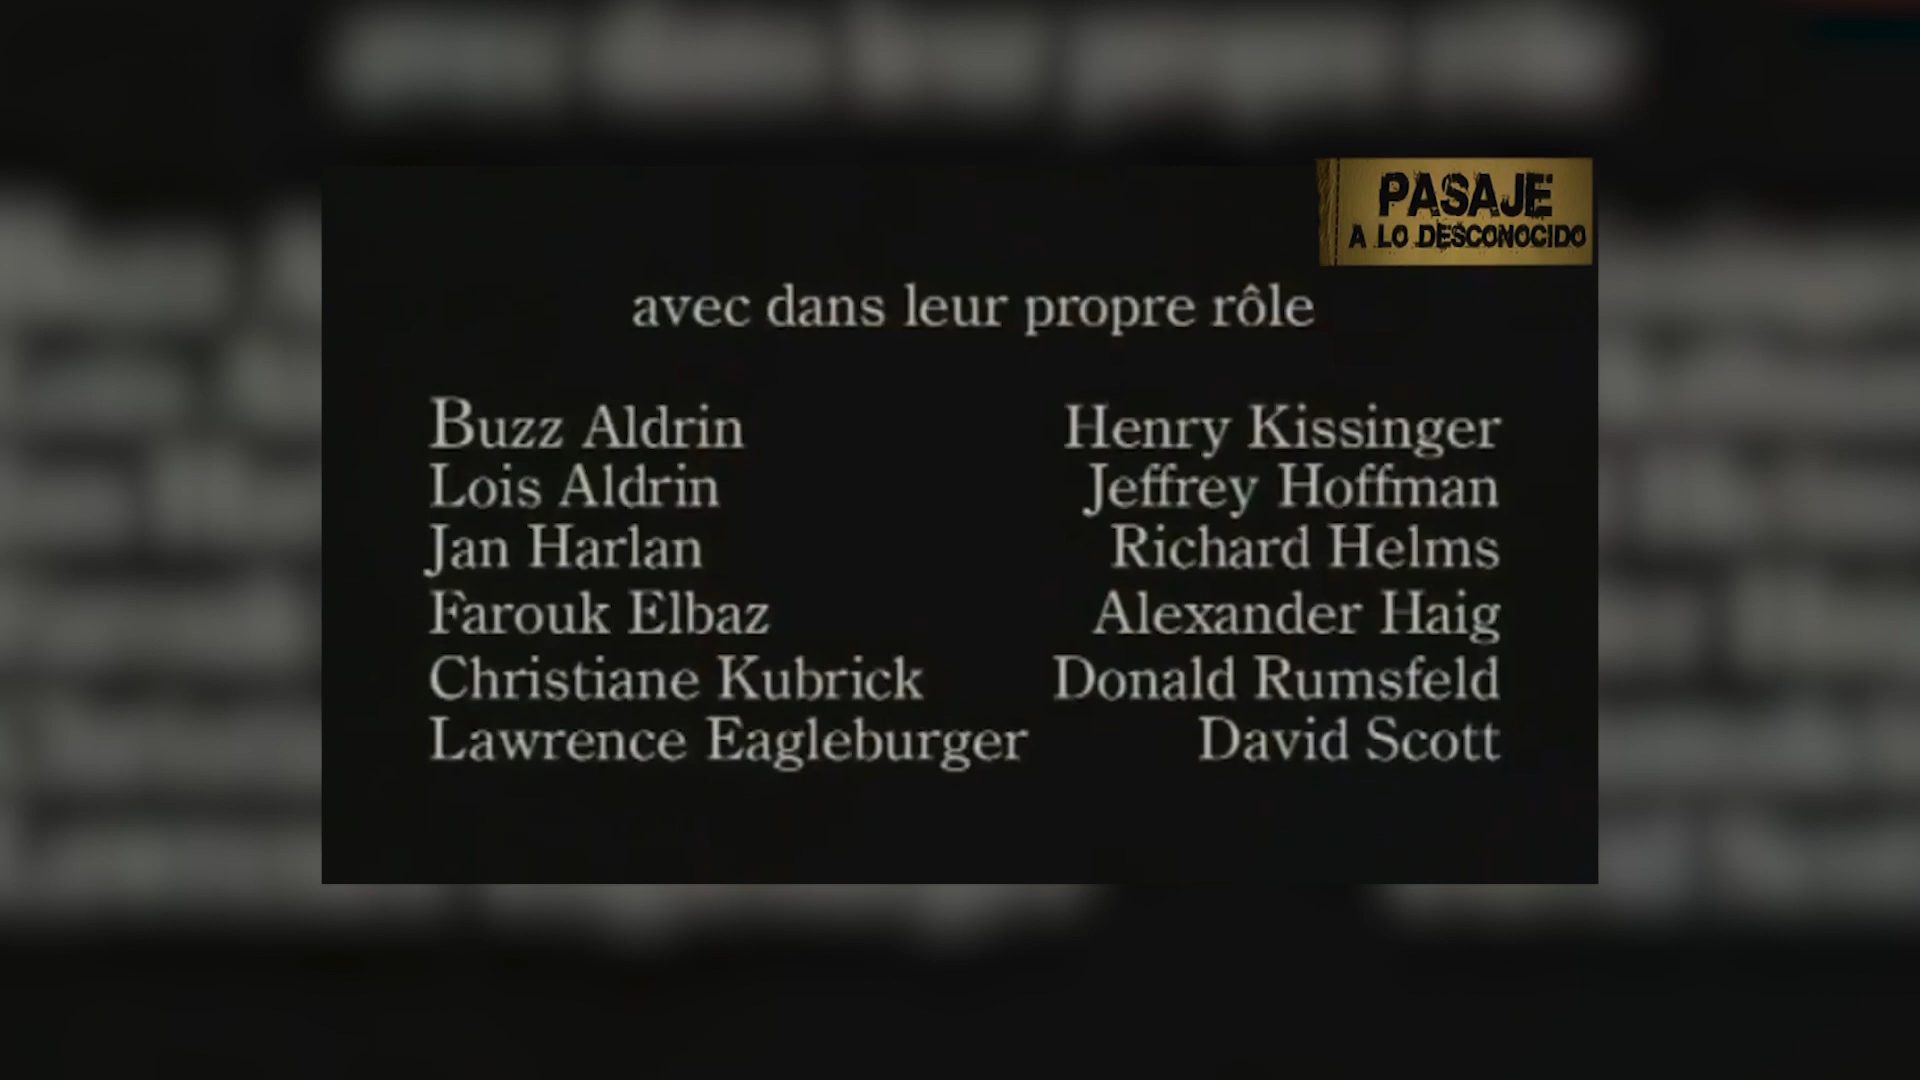 PASAJE
A LO DESCONOCIDO
avec dans leur propre rôle
Buzz Aldrin
Lois Aldrin
Jan Harlan
Farouk Elbaz
Christiane Kubrick
Lawrence Eagleburger
Henry Kissinger
Jeffrey Hoffman
Richard Helms
Alexander Haig
Donald Rumsfeld
David Scott